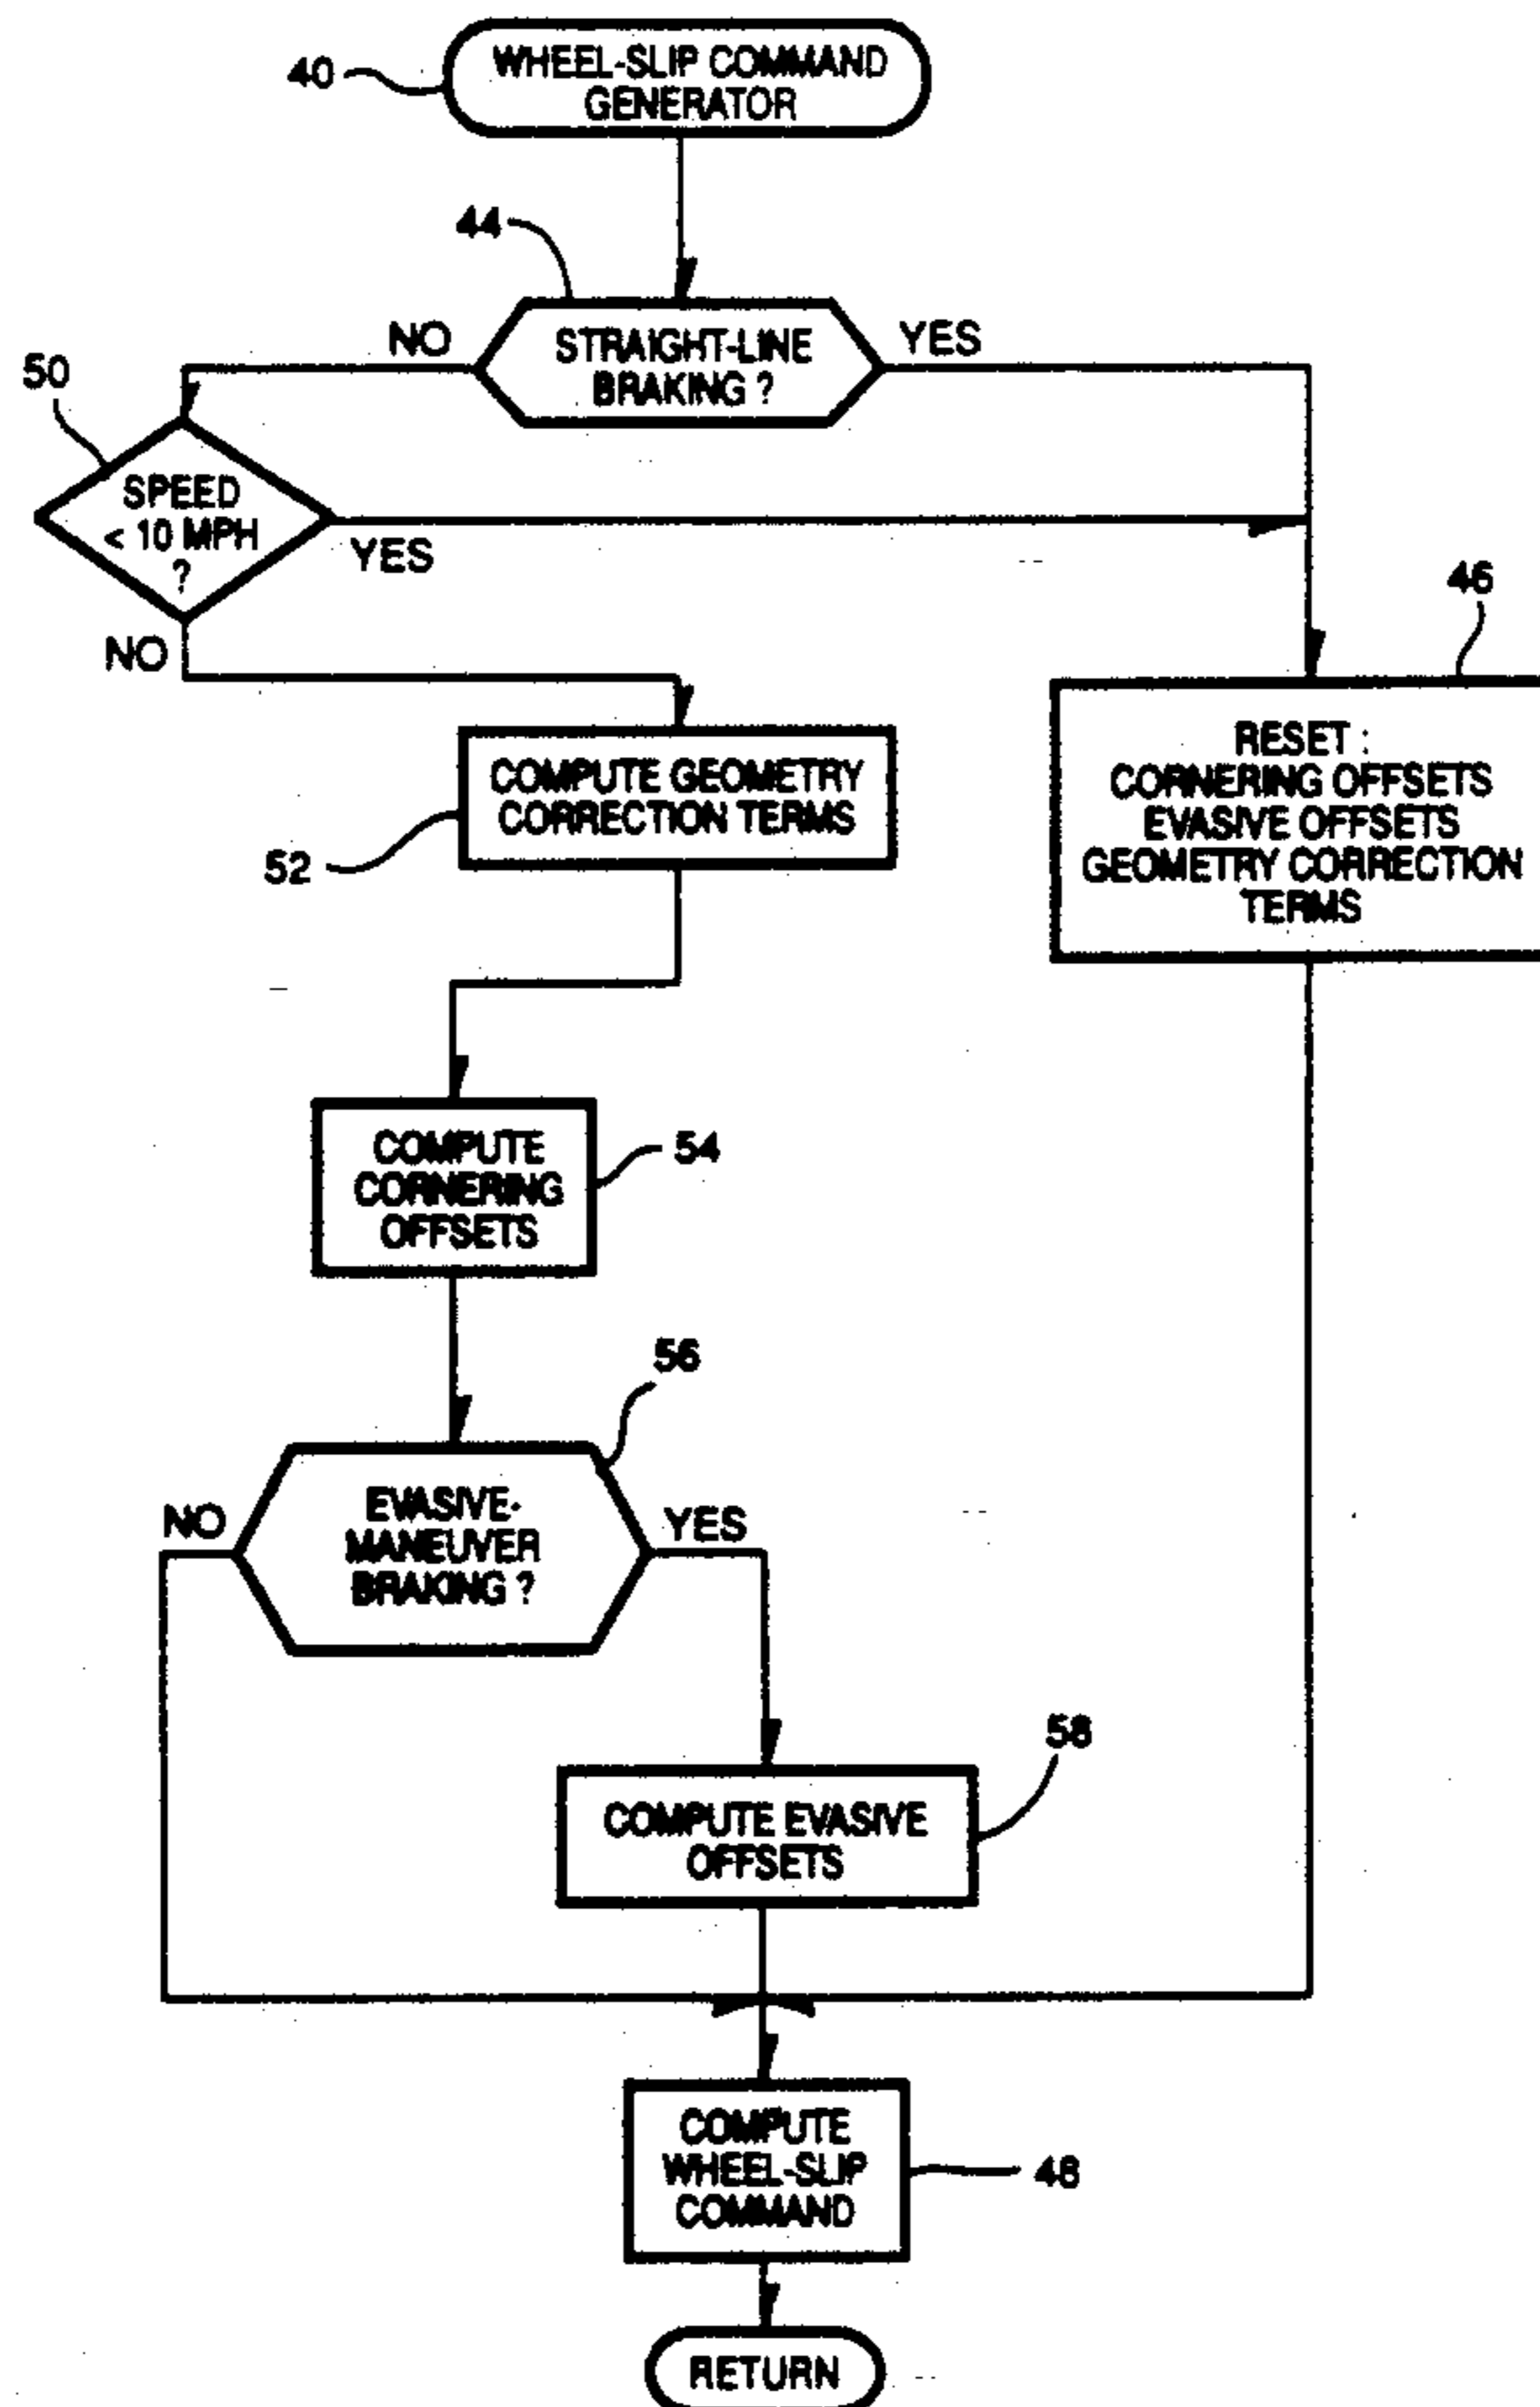 40
WHEEL-SLIP COMMAND
GENERATOR
44
NO
STRAIGHT-LINE
BRAKING ?
YES
50
SPEED
< 10 MPH
?
YES
NO
46
RESET :
CORNERING OFFSETS
EVASIVE OFFSETS
GEOMETRY CORRECTION
TERMS
COMPUTE GEOMETRY
CORRECTION TERMS
52
COMPUTE
CORNERING
OFFSETS
54
56
NO
EVASIVE-
MANEUVER
BRAKING ?
YES
58
COMPUTE EVASIVE
OFFSETS
COMPUTE
WHEEL-SLIP
COMMAND
48
RETURN